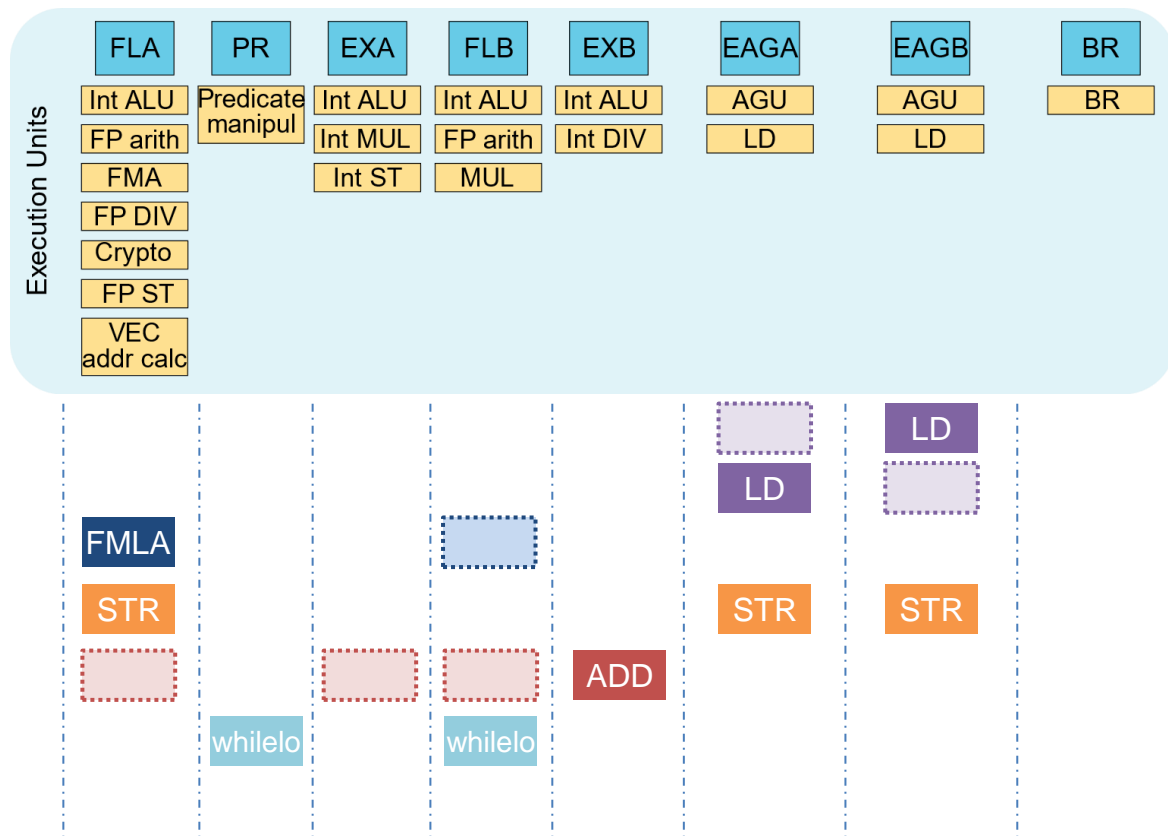 Execution Units
FLA PR EXA FLB EXB EAGA EAGB BR
Int ALU Predicate Int ALU Int ALU Int ALU AGU AGU BR
manipul
FP arith Int MUL FP arith Int DIV LD LD
FMA Int ST MUL
FP DIV
Crypto
FP ST
VEC
addr calc
LD
LD
FMLA
STR STR STR
ADD
whilelo whilelo